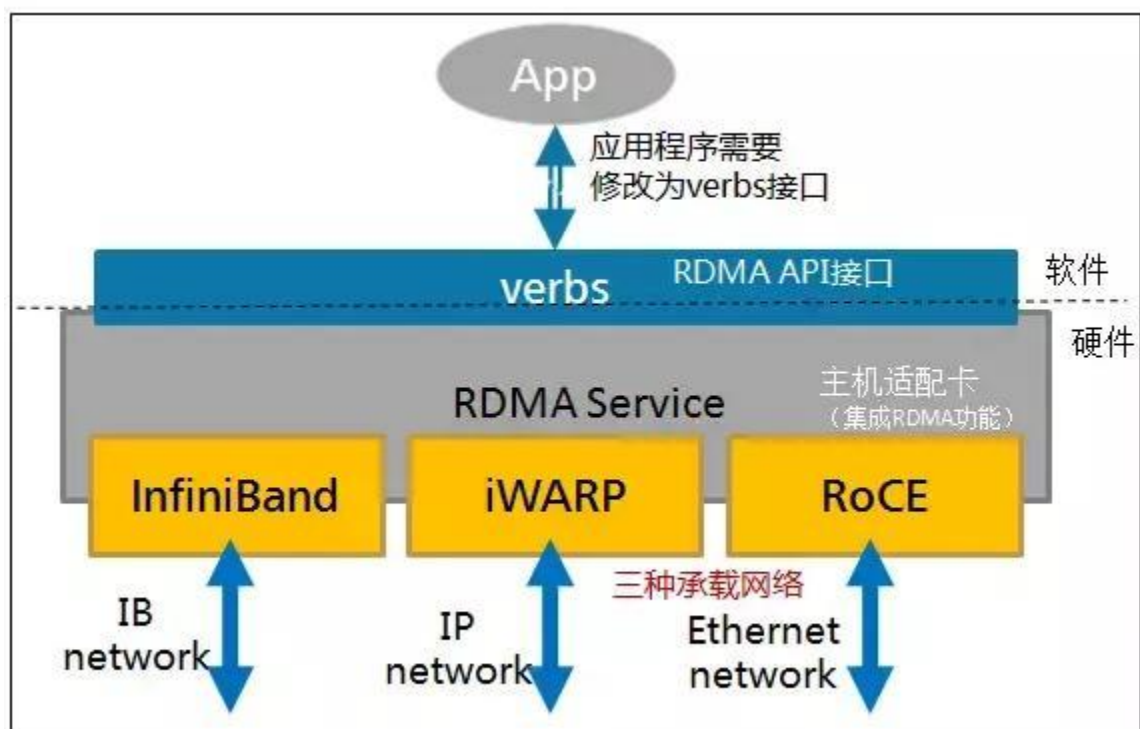 App
应用程序需要
修改为verbs接口
RDMA API接口
verbs
软件
硬件
主机适配卡
（集成RDMA功能）
RDMA Service
InfiniBand
iWARP
RoCE
三种承载网络
IB
network
IP
network
Ethernet
network